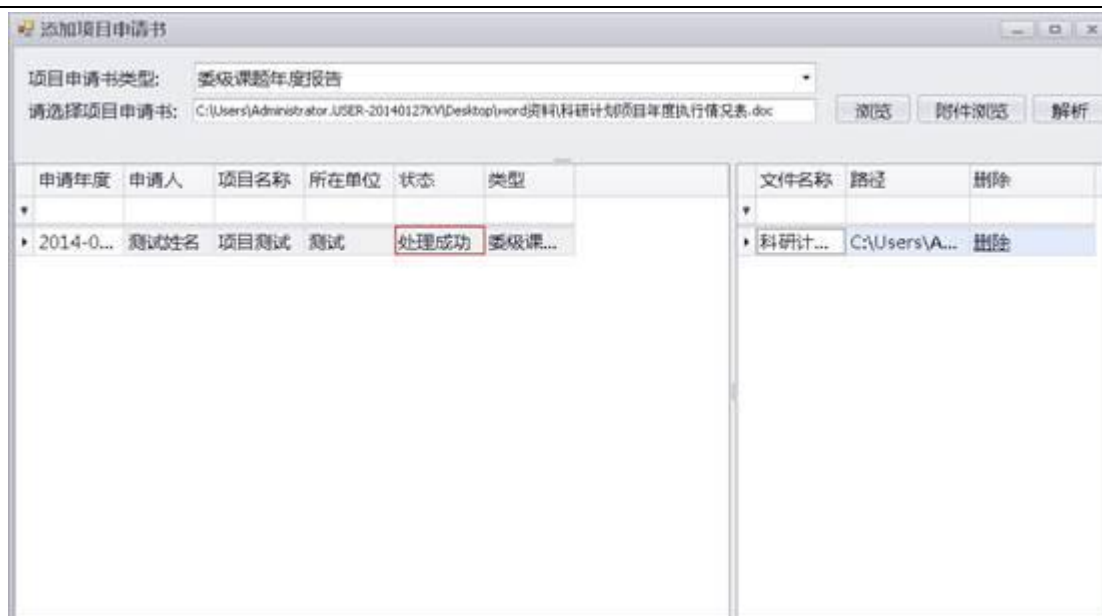 添加项目申请书
项目申请书类型: 委级课题年度报告
请选择项目申请书: C:\Users\Administrator.USER-20140127KV\Desktop\word资料\科研计划项目年度执行情况表.doc 浏览 附件浏览 解析
申请年度 申请人 项目名称 所在单位 状态 类型 文件名称 路径 删除
2014-0... 测试姓名 项目测试 测试 处理成功 委级课... 科研计... C:\Users\A... 删除